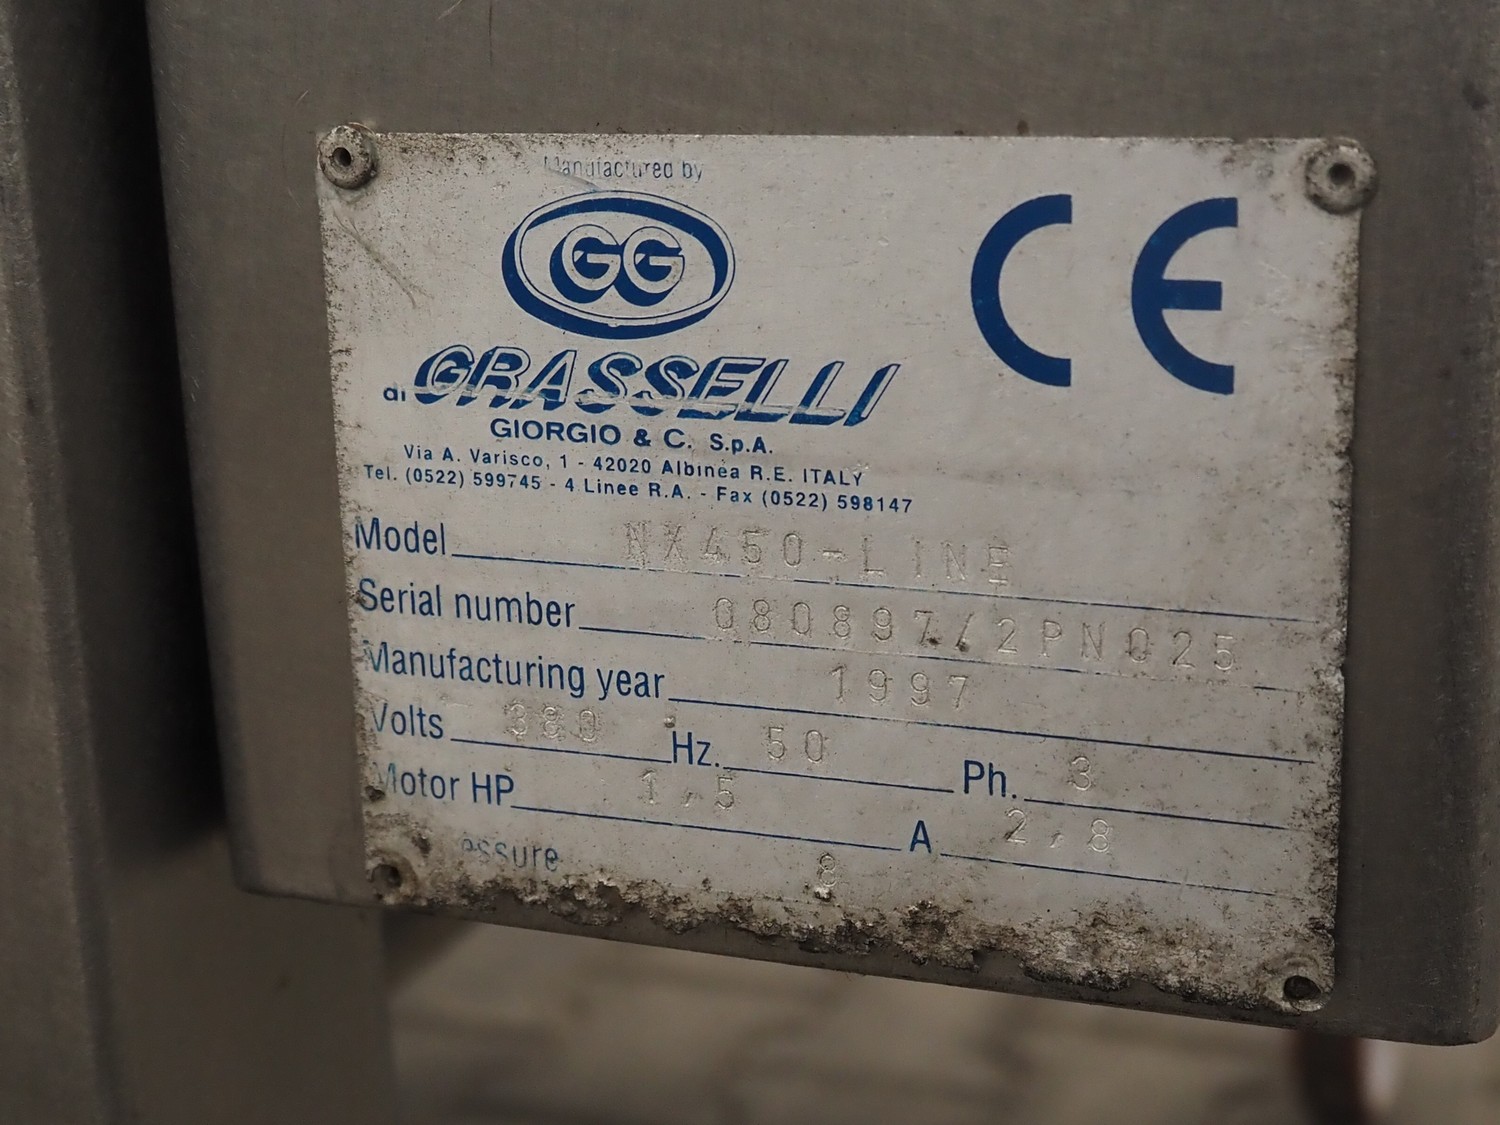 Manufactured by
GG
CE
di GRASSELLI
GIORGIO & C. S.p.A.
Via A. Varisco, 1 - 42020 Albinea R.E. ITALY
Tel. (0522) 599745 - 4 Linee R.A. - Fax (0522) 598147
Model NX450-LINE
Serial number 080897/2PN025
Manufacturing year 1997
Volts 380 Hz. 50 Ph. 3
Motor HP 1,5 A 2,8
essure 8